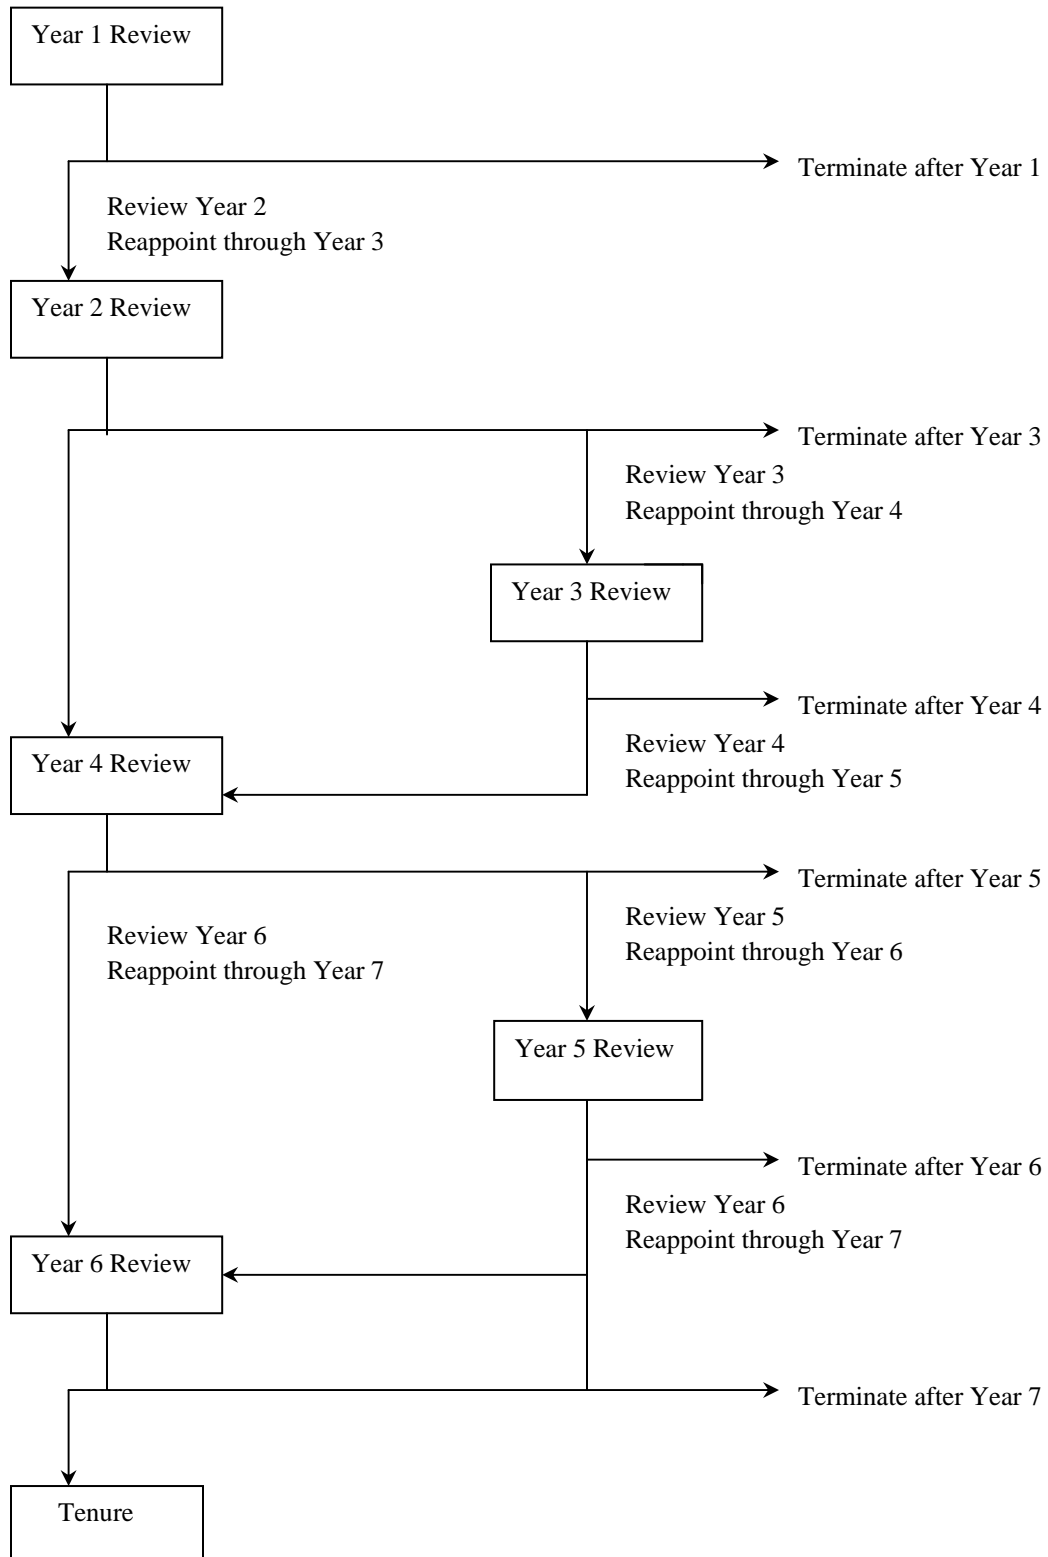 Year 1 Review
Terminate after Year 1
Review Year 2
Reappoint through Year 3
Year 2 Review
Terminate after Year 3
Review Year 3
Reappoint through Year 4
Year 3 Review
Terminate after Year 4
Review Year 4
Reappoint through Year 5
Year 4 Review
Terminate after Year 5
Review Year 5
Reappoint through Year 6
Review Year 6
Reappoint through Year 7
Year 5 Review
Terminate after Year 6
Review Year 6
Reappoint through Year 7
Year 6 Review
Terminate after Year 7
Tenure